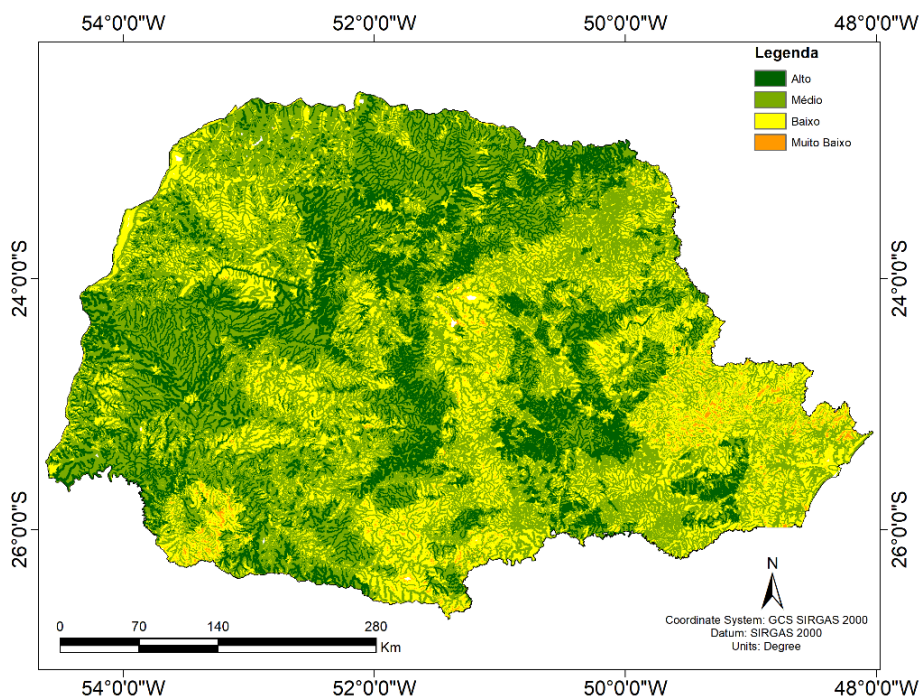 54°0'0"W 52°0'0"W 50°0'0"W 48°0'0"W
Legenda
Alto
Médio
Baixo
Muito Baixo
24°0'0"S 24°0'0"S
26°0'0"S 26°0'0"S
N
Coordinate System: GCS SIRGAS 2000
Datum: SIRGAS 2000
Units: Degree
0 70 140 280
Km
54°0'0"W 52°0'0"W 50°0'0"W 48°0'0"W